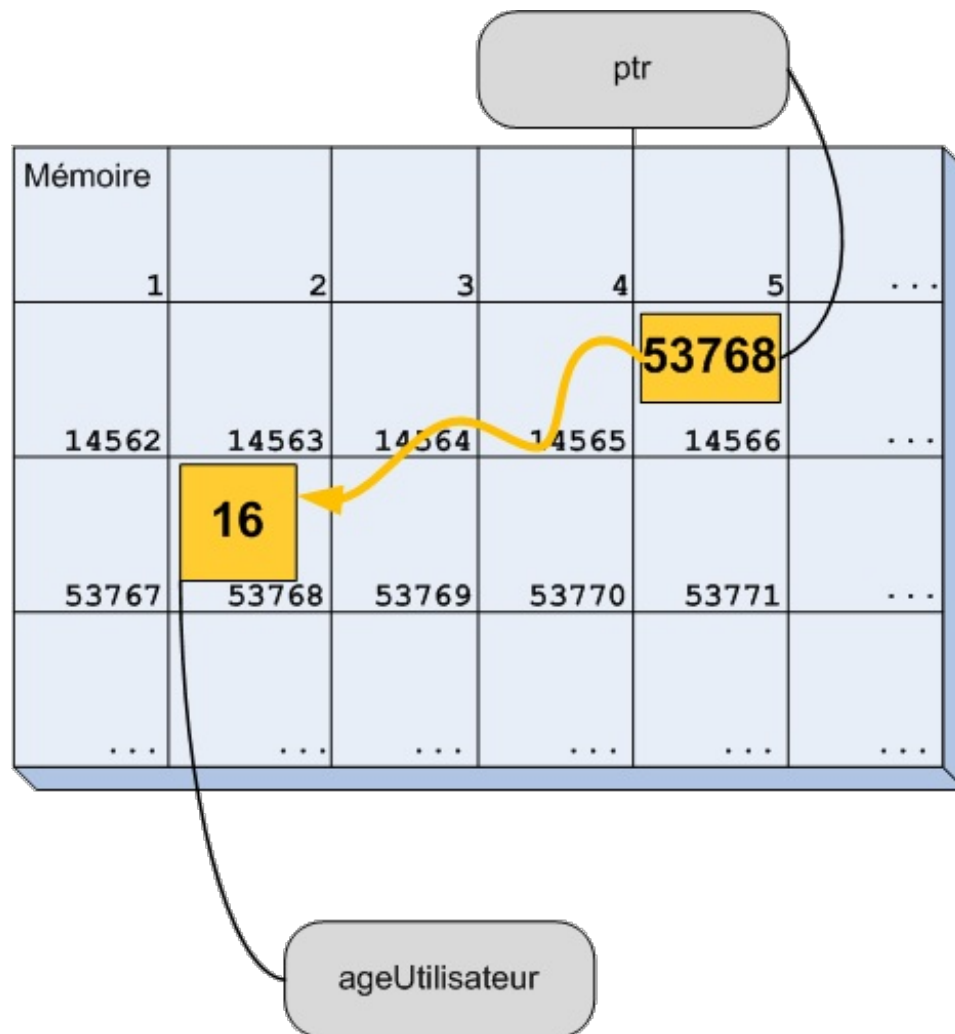 ptr
Mémoire
1 2 3 4 5 ...
53768
14562 14563 14564 14565 14566 ...
16
53767 53768 53769 53770 53771 ...
... ... ... ... ... ...
ageUtilisateur